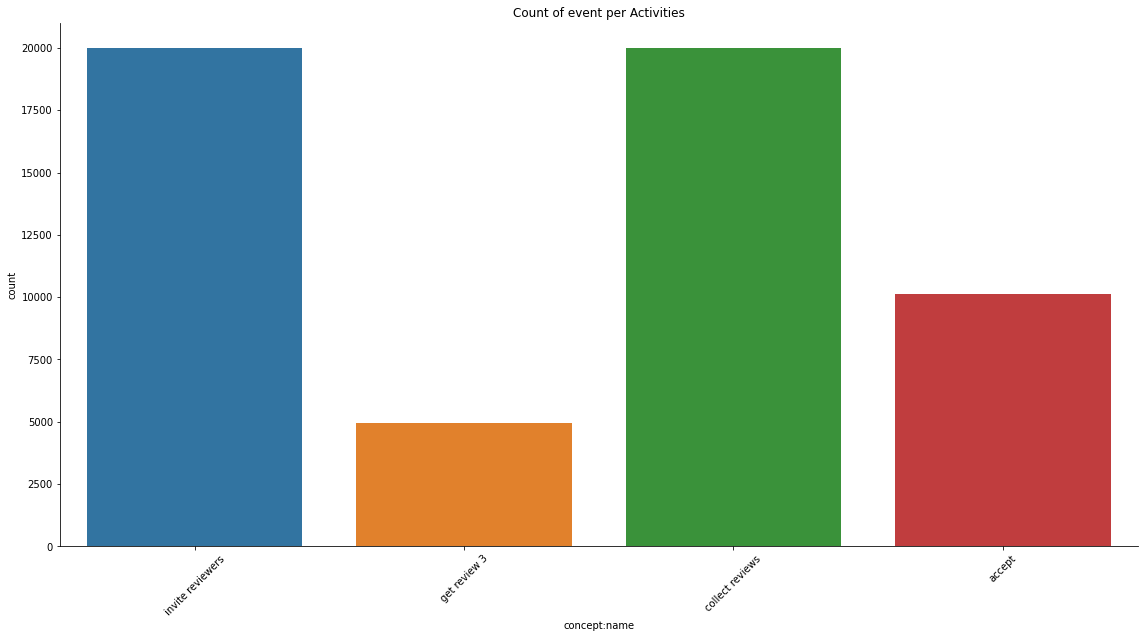 Count of event per Activities
20000
17500
15000
12500
10000
7500
5000
2500
0
count
invite reviewers
get review 3
collect reviews
accept
concept:name